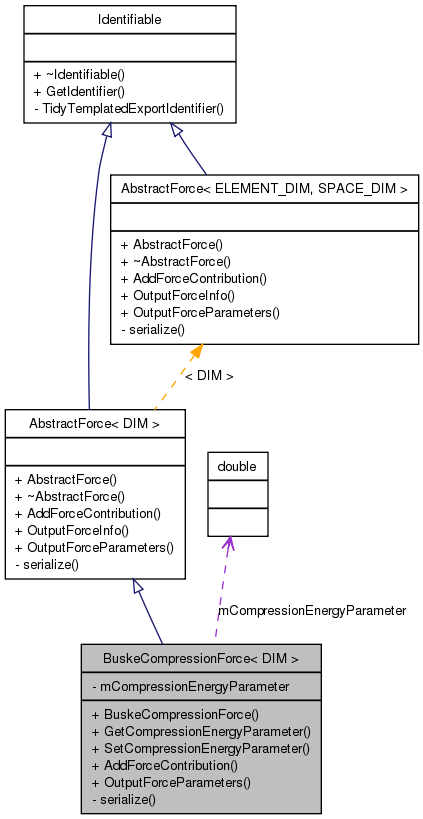 Identifiable
+ ~Identifiable()
+ GetIdentifier()
- TidyTemplatedExportIdentifier()
AbstractForce< ELEMENT_DIM, SPACE_DIM >
+ AbstractForce()
+ ~AbstractForce()
+ AddForceContribution()
+ OutputForceInfo()
+ OutputForceParameters()
- serialize()
< DIM >
AbstractForce< DIM >
+ AbstractForce()
+ ~AbstractForce()
+ AddForceContribution()
+ OutputForceInfo()
+ OutputForceParameters()
- serialize()
double
mCompressionEnergyParameter
BuskeCompressionForce< DIM >
- mCompressionEnergyParameter
+ BuskeCompressionForce()
+ GetCompressionEnergyParameter()
+ SetCompressionEnergyParameter()
+ AddForceContribution()
+ OutputForceParameters()
- serialize()